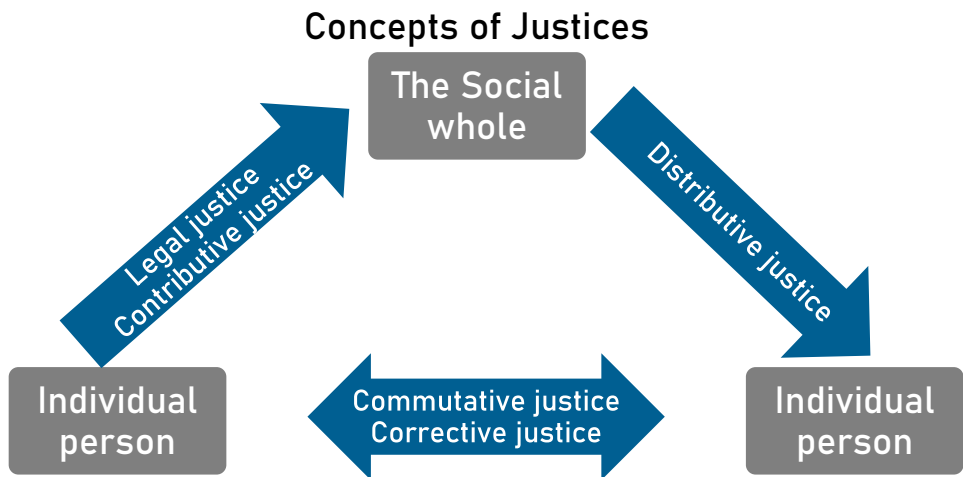 Concepts of Justices
The Social
whole
Legal justice
Contributive justice
Distributive justice
Individual
person
Commutative justice
Corrective justice
Individual
person